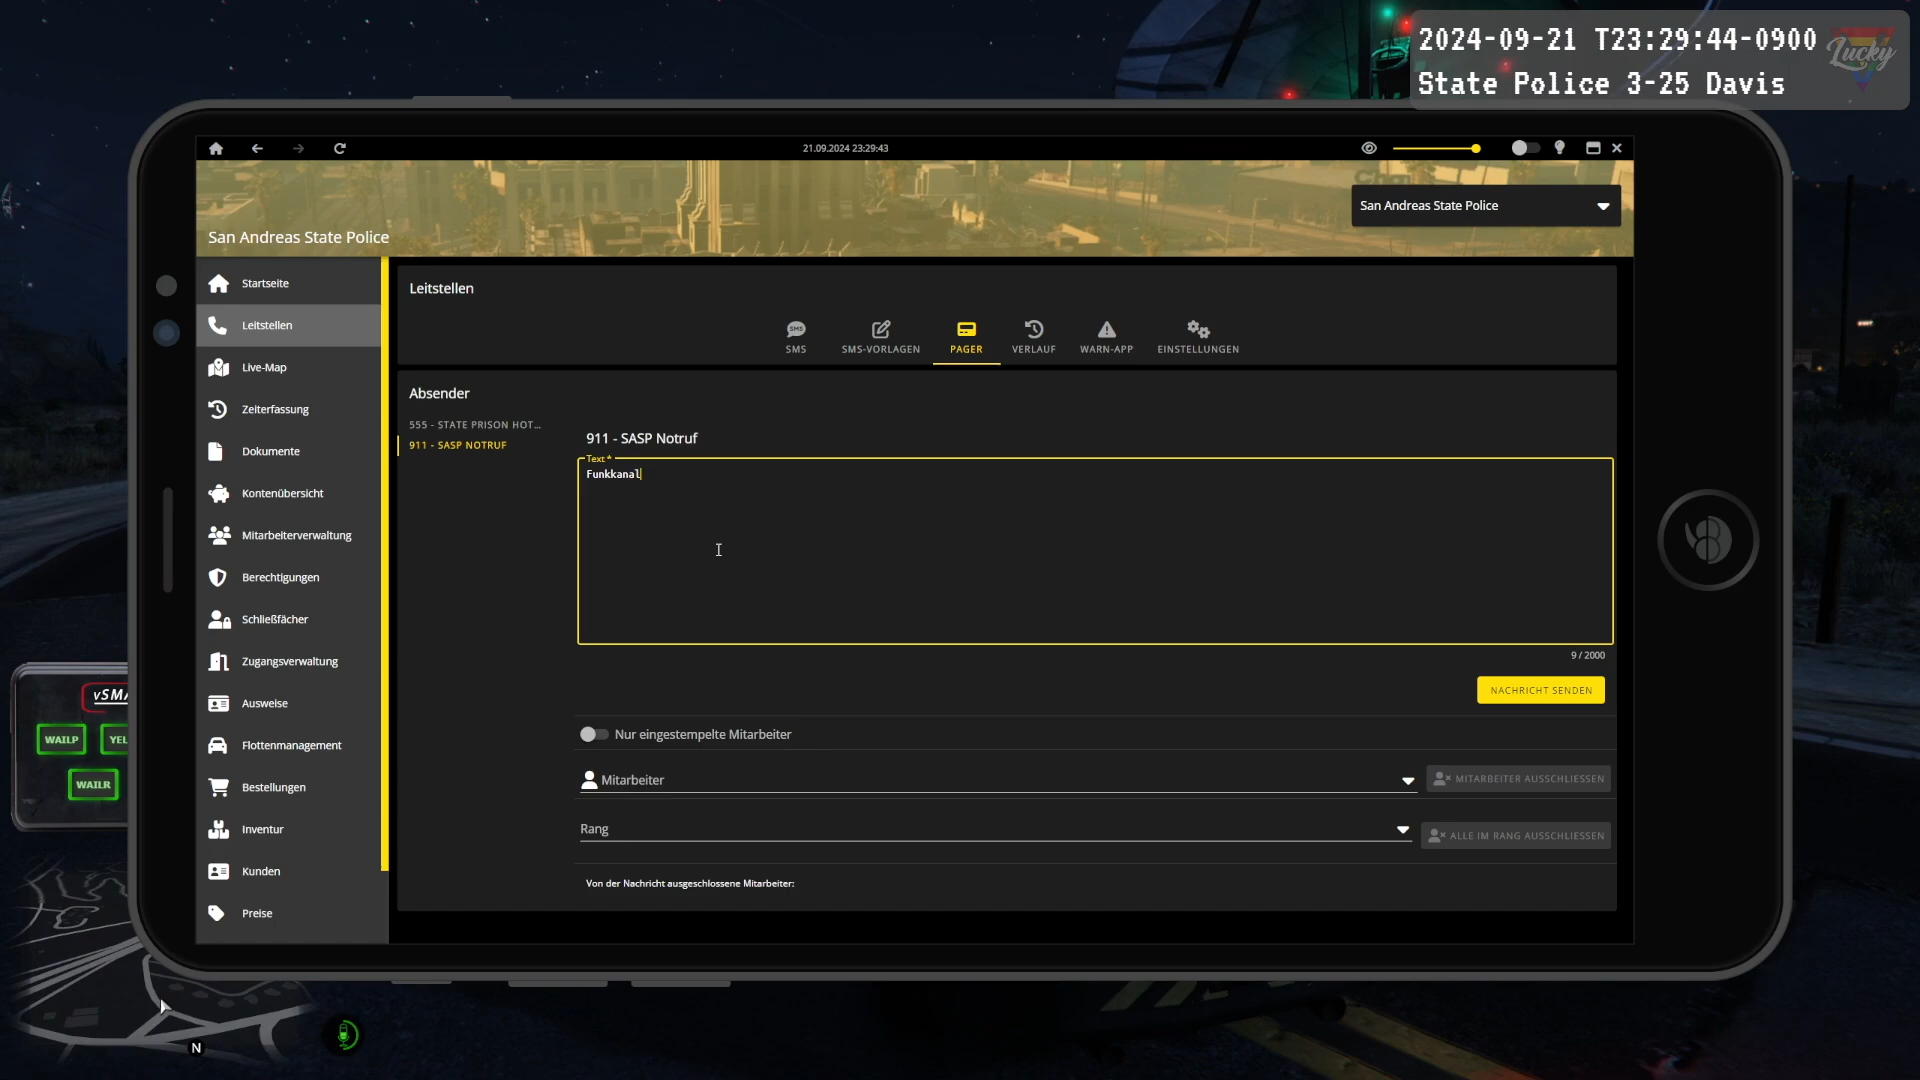 2024-09-21 T23:29:44-0900
State Police 3-25 Davis
Lucky
21.09.2024 23:29:43
San Andreas State Police
San Andreas State Police
Startseite
Leitstellen
Live-Map
Zeiterfassung
Dokumente
Kontenübersicht
Mitarbeiterverwaltung
Berechtigungen
Schließfächer
Zugangsverwaltung
Ausweise
Flottenmanagement
Bestellungen
Inventur
Kunden
Preise
Leitstellen
SMS
SMS-VORLAGEN
PAGER
VERLAUF
WARN-APP
EINSTELLUNGEN
Absender
555 - STATE PRISON HOT...
911 - SASP NOTRUF
911 - SASP Notruf
Text *
Funkkanal
9 / 2000
NACHRICHT SENDEN
Nur eingestempelte Mitarbeiter
Mitarbeiter
MITARBEITER AUSSCHLIESSEN
Rang
ALLE IM RANG AUSSCHLIESSEN
Von der Nachricht ausgeschlossene Mitarbeiter:
vSMA
WAILP
YEL
WAILR
N